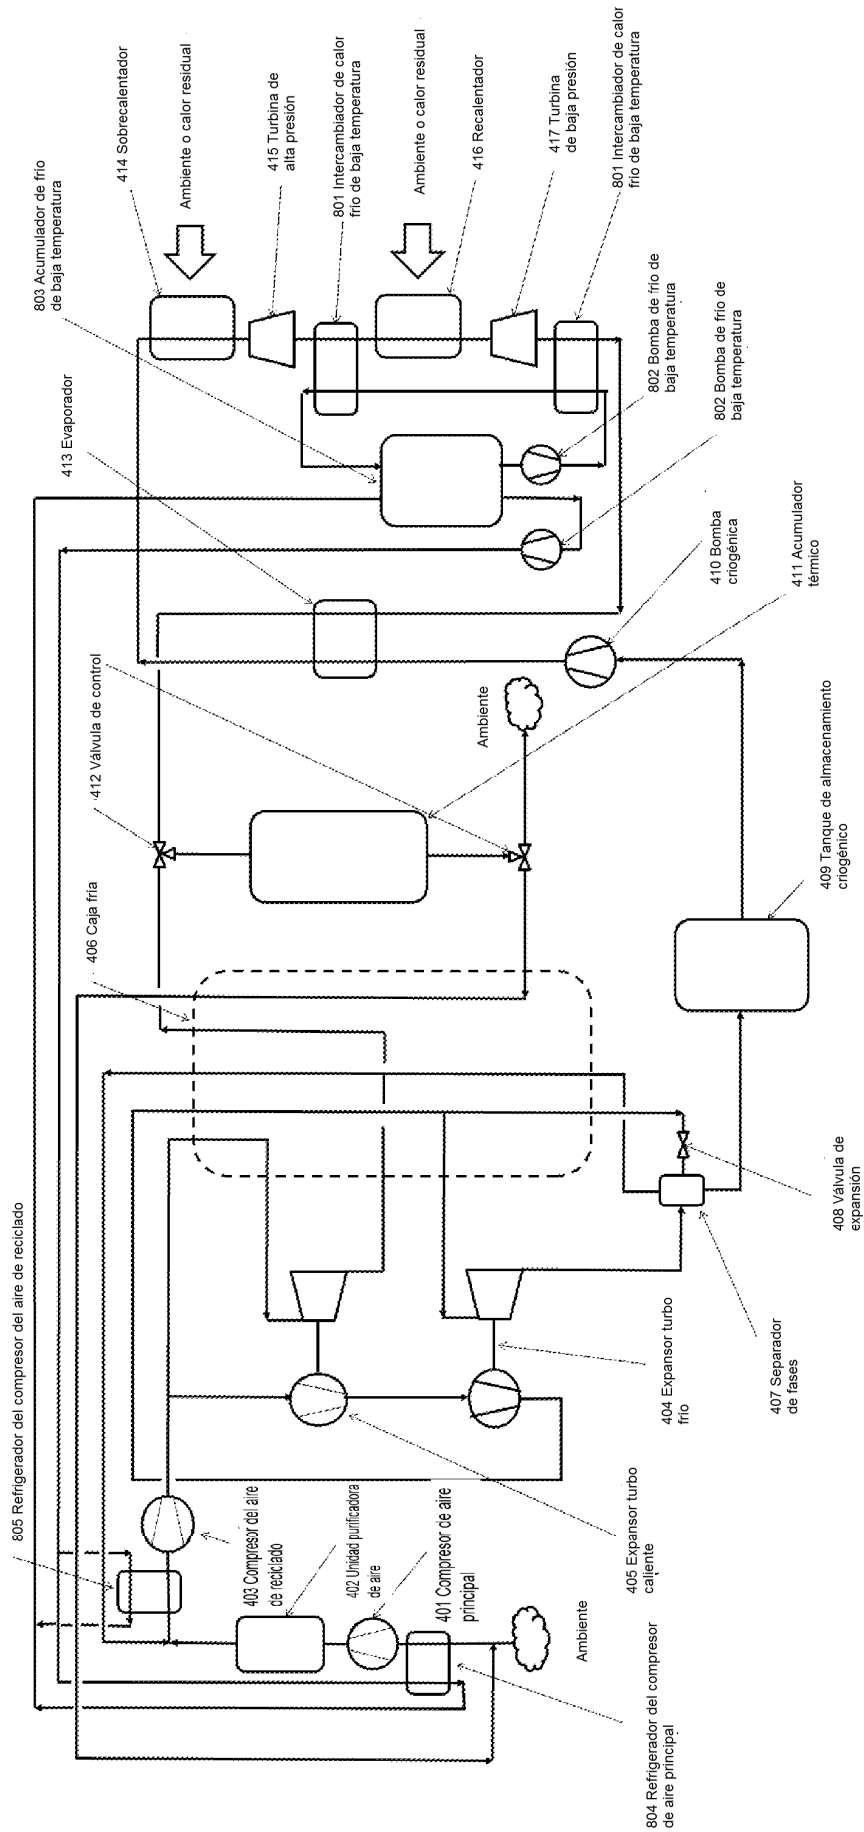 805 Refrigerador del compresor del aire de reciclado
406 Caja fría
412 Válvula de control
413 Evaporador
803 Acumulador de frío
de baja temperatura
414 Sobrecalentador
Ambiente o calor residual
415 Turbina de
alta presión
801 Intercambiador de calor
frío de baja temperatura
Ambiente o calor residual
416 Recalentador
417 Turbina
de baja presión
801 Intercambiador de calor
frío de baja temperatura
802 Bomba de frío de
baja temperatura
802 Bomba de frío de
baja temperatura
410 Bomba
criogénica
411 Acumulador
térmico
Ambiente
409 Tanque de almacenamiento
criogénico
408 Válvula de
expansión
407 Separador
de fases
404 Expansor turbo
frío
405 Expansor turbo
caliente
403 Compresor del aire
de reciclado
402 Unidad purificadora
de aire
401 Compresor de aire
principal
Ambiente
804 Refrigerador del compresor
de aire principal